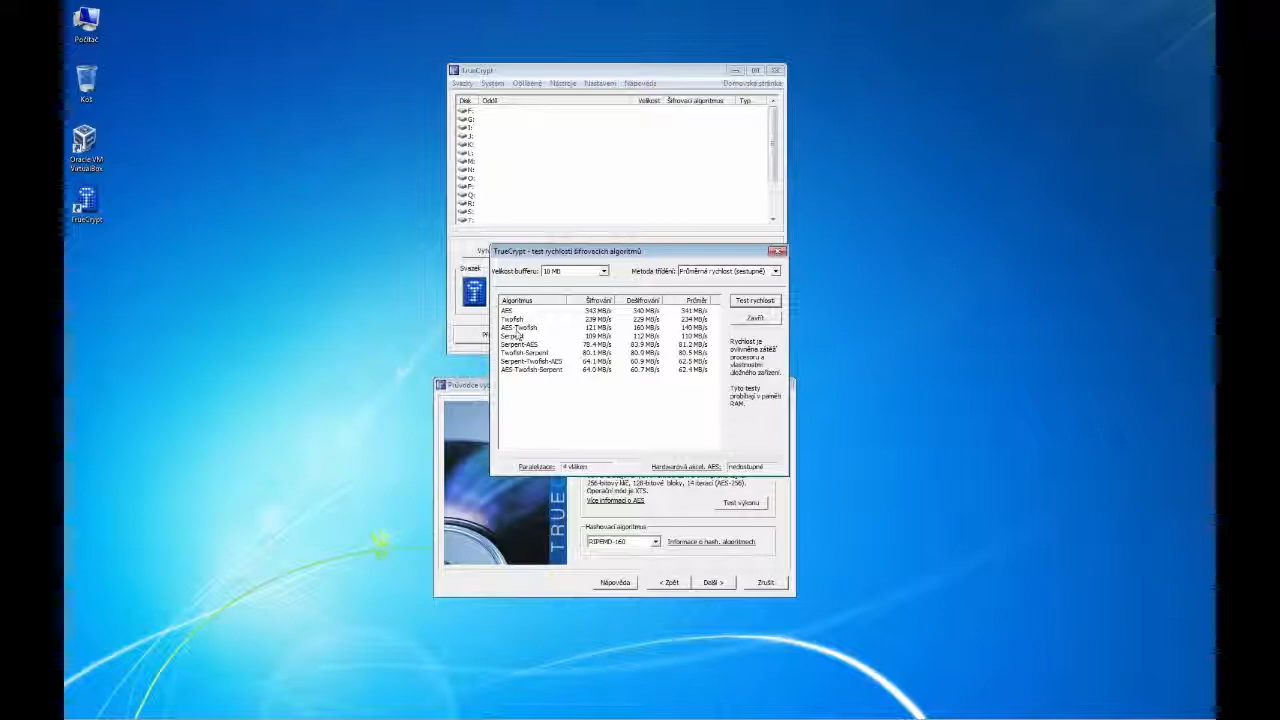 Počítač
Koš
Oracle VM
VirtualBox
TrueCrypt
TrueCrypt
Svazky Systém Oblíbené Nástroje Nastavení Nápověda Domovská stránka
Disk Oddíl Velikost Šifrovací algoritmus Typ
F:
G:
I:
J:
K:
L:
M:
N:
O:
P:
Q:
R:
S:
T:
Svazek
TrueCrypt - test rychlosti šifrovacích algoritmů
Velikost bufferu: 10 MB Metoda třídění: Průměrná rychlost (sestupně)
Algoritmus Šifrování Dešifrování Průměr
AES 343 MB/s 340 MB/s 341 MB/s
Twofish 239 MB/s 229 MB/s 234 MB/s
AES-Twofish 121 MB/s 160 MB/s 140 MB/s
Serpent 109 MB/s 112 MB/s 110 MB/s
Serpent-AES 78.4 MB/s 83.9 MB/s 81.2 MB/s
Twofish-Serpent 80.1 MB/s 80.9 MB/s 80.5 MB/s
Serpent-Twofish-AES 64.1 MB/s 60.9 MB/s 62.5 MB/s
AES-Twofish-Serpent 64.0 MB/s 60.7 MB/s 62.4 MB/s
Test rychlosti
Zavřít
Rychlost je
ovlivněna zátěží
procesoru a
vlastnostmi
úložného zařízení.
Tyto testy
probíhají v paměti
RAM.
Paralelizace: 4 vláken Hardwarová akcel. AES: nedostupné
Průvodce
256-bitový klíč, 128-bitové bloky, 14 iterací (AES-256).
Operační mód je XTS.
Více informací o AES
Test výkonu
Hashovací algoritmus
RIPEMD-160 Informace o hash. algoritmech
TRUE
Nápověda < Zpět Další > Zrušit